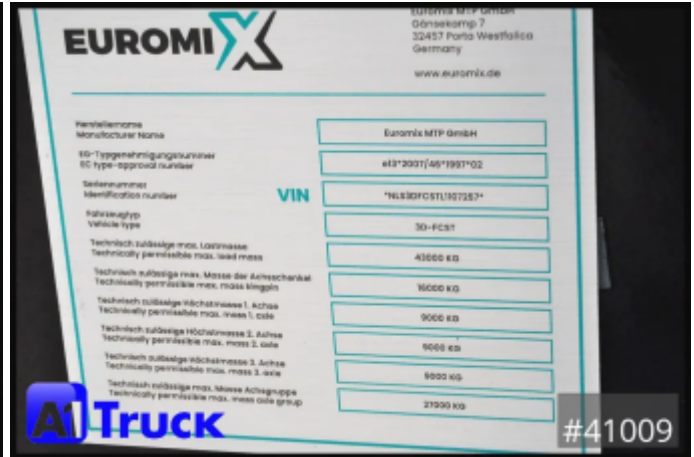 EUROMIX
Euromix MTP GmbH
Gänsekamp 7
32457 Porta Westfalica
Germany
www.euromix.de
Herstellername
Manufacturer Name
Euromix MTP GmbH
EG-Typgenehmigungsnummer
EC type-approval number
e13*2007/46*1997*02
Seriennummer
Identification number
VIN
Fahrzeugtyp
Vehicle type
3D-FCST
Technisch zulässige max. Lastmasse
Technically permissible max. load mass
43000 KG
Technisch zulässige max. Masse der Achsschenkel
Technically permissible max. mass kingpin
16000 KG
Technisch zulässige Höchstmasse 1. Achse
Technically permissible max. mass 1. axle
9000 KG
Technisch zulässige Höchstmasse 2. Achse
Technically permissible max. mass 2. axle
9000 KG
Technisch zulässige Höchstmasse 3. Achse
Technically permissible max. mass 3. axle
9000 KG
Technisch zulässige max. Masse Achsgruppe
Technically permissible max. mass axle group
27000 KG
A1 Truck
#41009